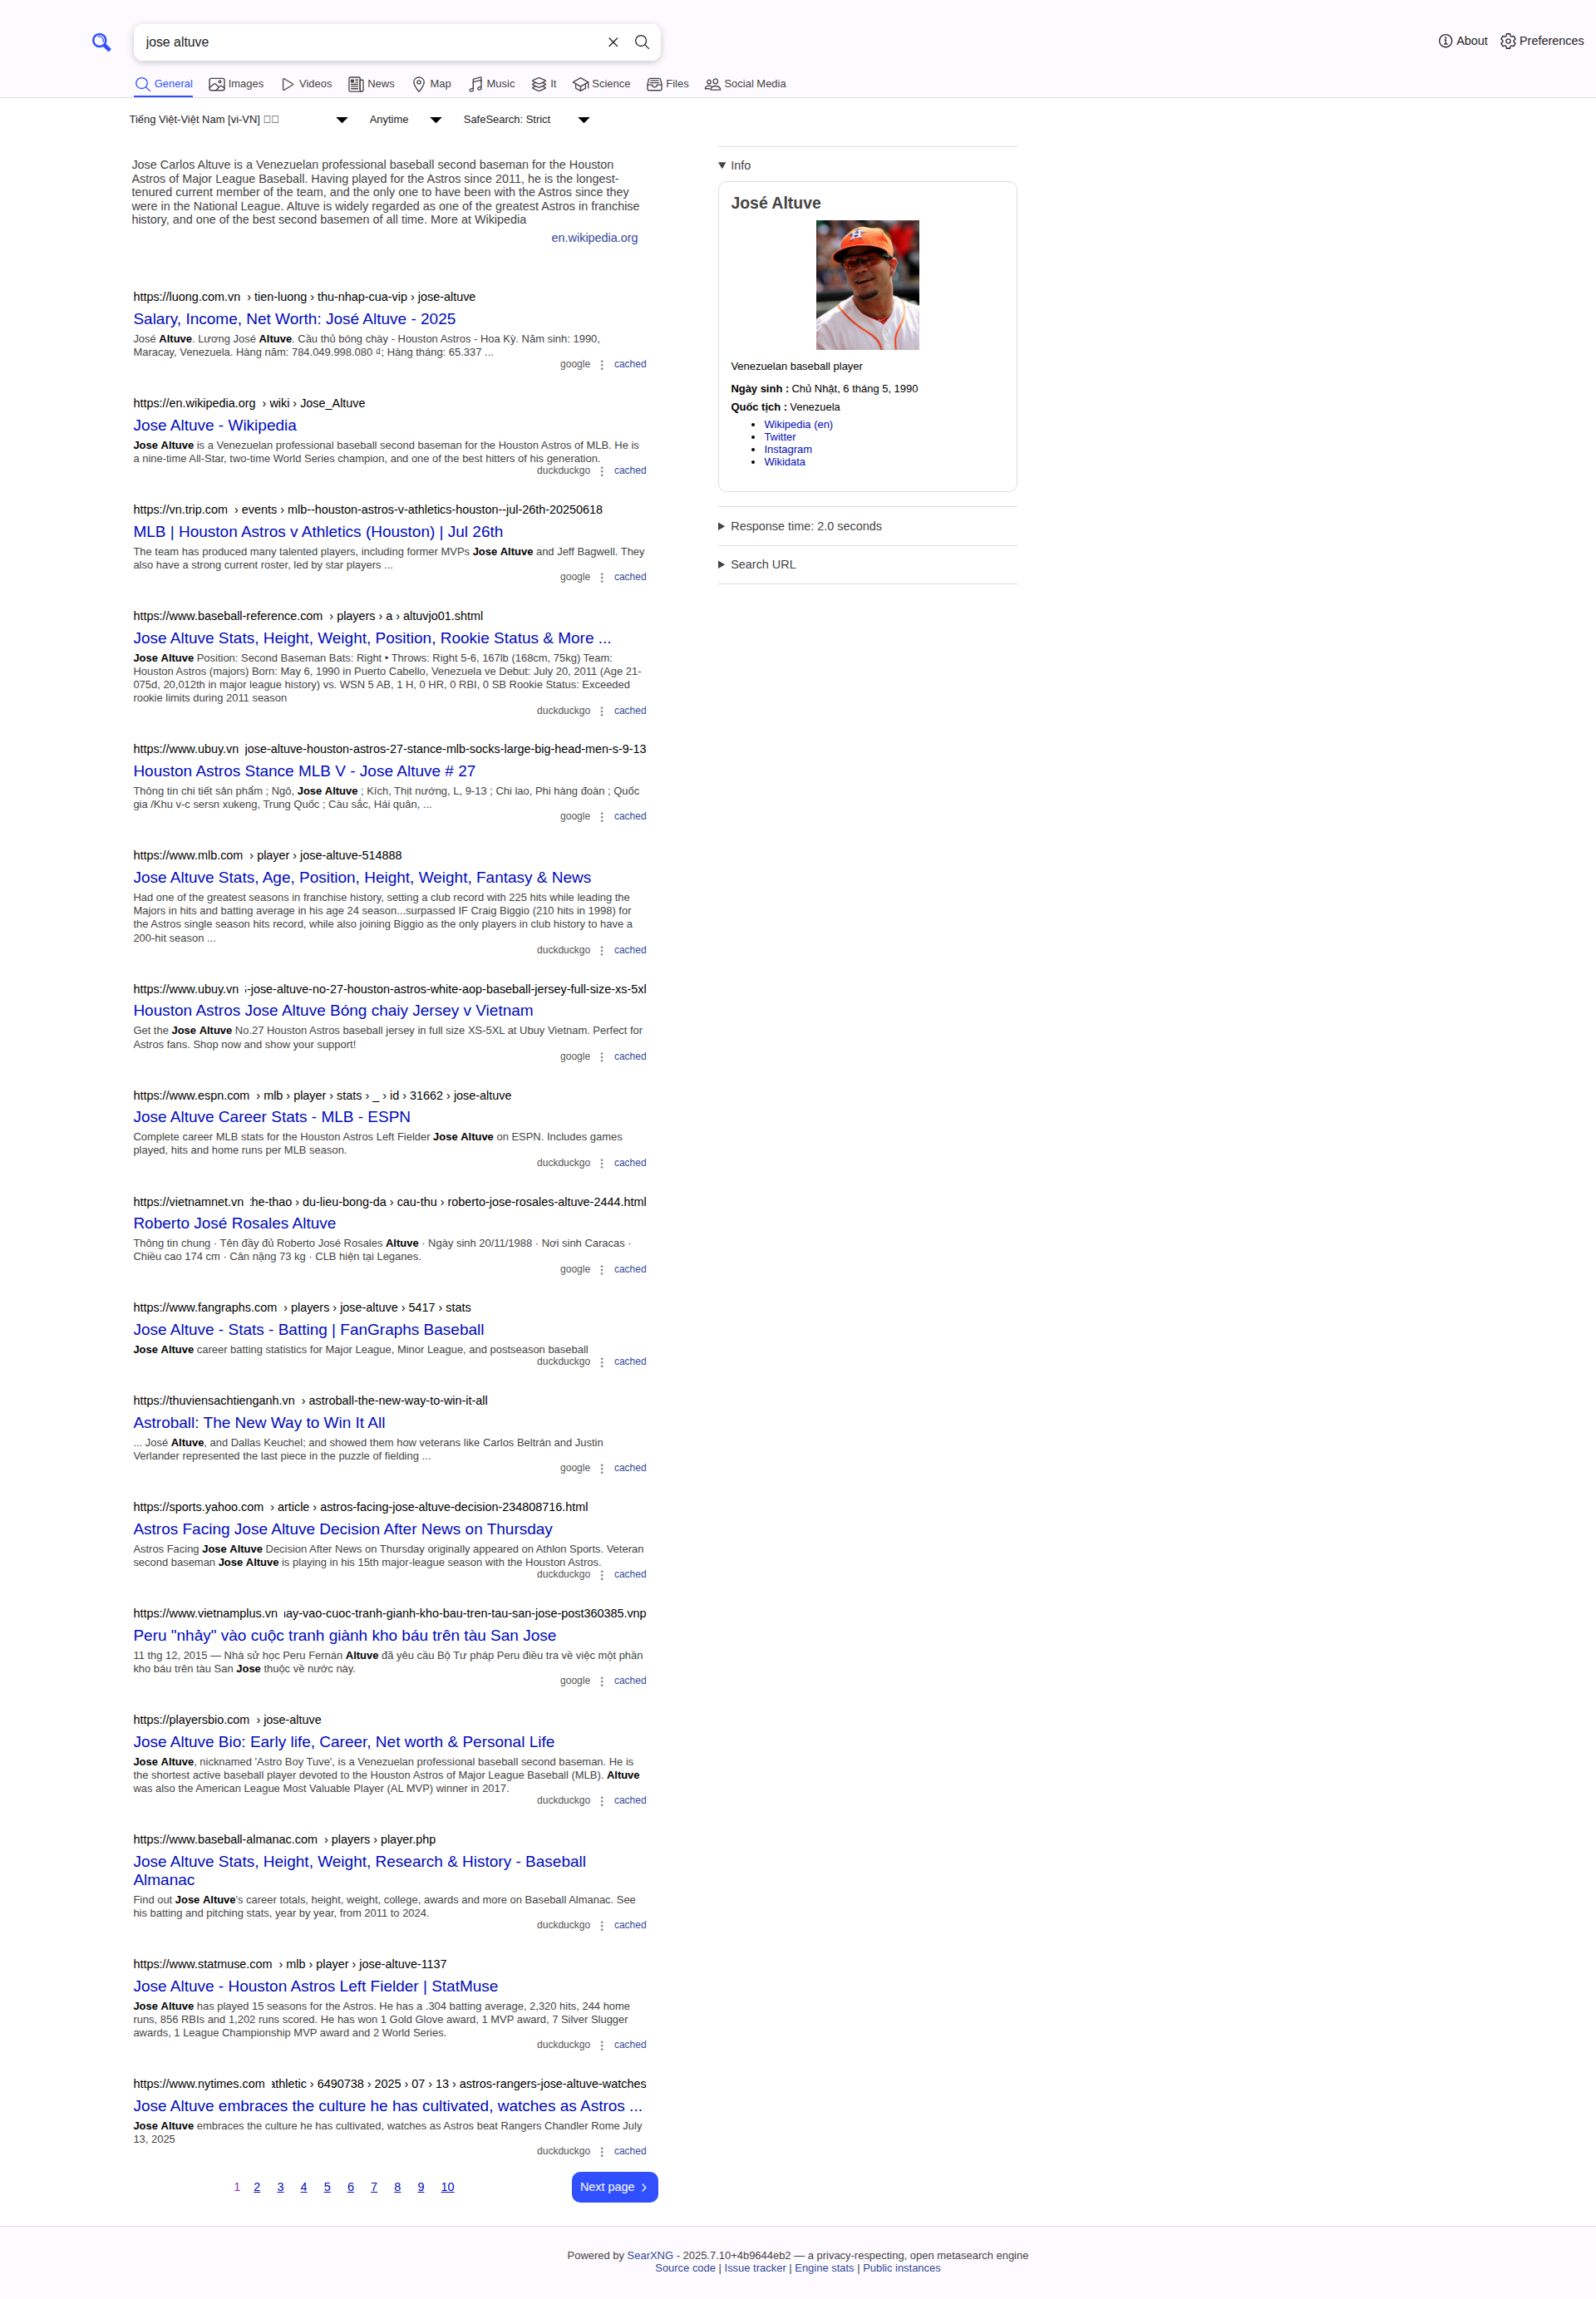 jose altuve
About
Preferences
General
Images
Videos
News
Map
Music
It
Science
Files
Social Media
Tiếng Việt-Việt Nam [vi-VN]
Anytime
SafeSearch: Strict
Jose Carlos Altuve is a Venezuelan professional baseball second baseman for the Houston
Astros of Major League Baseball. Having played for the Astros since 2011, he is the longest-
tenured current member of the team, and the only one to have been with the Astros since they
were in the National League. Altuve is widely regarded as one of the greatest Astros in franchise
history, and one of the best second basemen of all time. More at Wikipedia
en.wikipedia.org
https://luong.com.vn › tien-luong › thu-nhap-cua-vip › jose-altuve
Salary, Income, Net Worth: José Altuve - 2025
José Altuve. Lương José Altuve. Cầu thủ bóng chày - Houston Astros - Hoa Kỳ. Năm sinh: 1990,
Maracay, Venezuela. Hàng năm: 784.049.998.080 ₫; Hàng tháng: 65.337 ...
google ⋮ cached
https://en.wikipedia.org › wiki › Jose_Altuve
Jose Altuve - Wikipedia
Jose Altuve is a Venezuelan professional baseball second baseman for the Houston Astros of MLB. He is
a nine-time All-Star, two-time World Series champion, and one of the best hitters of his generation.
duckduckgo ⋮ cached
https://vn.trip.com › events › mlb--houston-astros-v-athletics-houston--jul-26th-20250618
MLB | Houston Astros v Athletics (Houston) | Jul 26th
The team has produced many talented players, including former MVPs Jose Altuve and Jeff Bagwell. They
also have a strong current roster, led by star players ...
google ⋮ cached
https://www.baseball-reference.com › players › a › altuvjo01.shtml
Jose Altuve Stats, Height, Weight, Position, Rookie Status & More ...
Jose Altuve Position: Second Baseman Bats: Right • Throws: Right 5-6, 167lb (168cm, 75kg) Team:
Houston Astros (majors) Born: May 6, 1990 in Puerto Cabello, Venezuela ve Debut: July 20, 2011 (Age 21-
075d, 20,012th in major league history) vs. WSN 5 AB, 1 H, 0 HR, 0 RBI, 0 SB Rookie Status: Exceeded
rookie limits during 2011 season
duckduckgo ⋮ cached
https://www.ubuy.vn jose-altuve-houston-astros-27-stance-mlb-socks-large-big-head-men-s-9-13
Houston Astros Stance MLB V - Jose Altuve # 27
Thông tin chi tiết sản phẩm ; Ngỏ, Jose Altuve ; Kích, Thịt nướng, L, 9-13 ; Chi lao, Phi hàng đoàn ; Quốc
gia /Khu v-c sersn xukeng, Trung Quốc ; Càu sắc, Hái quân, ...
google ⋮ cached
https://www.mlb.com › player › jose-altuve-514888
Jose Altuve Stats, Age, Position, Height, Weight, Fantasy & News
Had one of the greatest seasons in franchise history, setting a club record with 225 hits while leading the
Majors in hits and batting average in his age 24 season...surpassed IF Craig Biggio (210 hits in 1998) for
the Astros single season hits record, while also joining Biggio as the only players in club history to have a
200-hit season ...
duckduckgo ⋮ cached
https://www.ubuy.vn -jose-altuve-no-27-houston-astros-white-aop-baseball-jersey-full-size-xs-5xl
Houston Astros Jose Altuve Bóng chaiy Jersey v Vietnam
Get the Jose Altuve No.27 Houston Astros baseball jersey in full size XS-5XL at Ubuy Vietnam. Perfect for
Astros fans. Shop now and show your support!
google ⋮ cached
https://www.espn.com › mlb › player › stats › _ › id › 31662 › jose-altuve
Jose Altuve Career Stats - MLB - ESPN
Complete career MLB stats for the Houston Astros Left Fielder Jose Altuve on ESPN. Includes games
played, hits and home runs per MLB season.
duckduckgo ⋮ cached
https://vietnamnet.vn the-thao › du-lieu-bong-da › cau-thu › roberto-jose-rosales-altuve-2444.html
Roberto José Rosales Altuve
Thông tin chung · Tên đầy đủ Roberto José Rosales Altuve · Ngày sinh 20/11/1988 · Nơi sinh Caracas ·
Chiều cao 174 cm · Cân nặng 73 kg · CLB hiện tại Leganes.
google ⋮ cached
https://www.fangraphs.com › players › jose-altuve › 5417 › stats
Jose Altuve - Stats - Batting | FanGraphs Baseball
Jose Altuve career batting statistics for Major League, Minor League, and postseason baseball
duckduckgo ⋮ cached
https://thuviensachtienganh.vn › astroball-the-new-way-to-win-it-all
Astroball: The New Way to Win It All
... José Altuve, and Dallas Keuchel; and showed them how veterans like Carlos Beltrán and Justin
Verlander represented the last piece in the puzzle of fielding ...
google ⋮ cached
https://sports.yahoo.com › article › astros-facing-jose-altuve-decision-234808716.html
Astros Facing Jose Altuve Decision After News on Thursday
Astros Facing Jose Altuve Decision After News on Thursday originally appeared on Athlon Sports. Veteran
second baseman Jose Altuve is playing in his 15th major-league season with the Houston Astros.
duckduckgo ⋮ cached
https://www.vietnamplus.vn ay-vao-cuoc-tranh-gianh-kho-bau-tren-tau-san-jose-post360385.vnp
Peru "nhảy" vào cuộc tranh giành kho báu trên tàu San Jose
11 thg 12, 2015 — Nhà sử học Peru Fernán Altuve đã yêu cầu Bộ Tư pháp Peru điều tra về việc một phần
kho báu trên tàu San Jose thuộc về nước này.
google ⋮ cached
https://playersbio.com › jose-altuve
Jose Altuve Bio: Early life, Career, Net worth & Personal Life
Jose Altuve, nicknamed 'Astro Boy Tuve', is a Venezuelan professional baseball second baseman. He is
the shortest active baseball player devoted to the Houston Astros of Major League Baseball (MLB). Altuve
was also the American League Most Valuable Player (AL MVP) winner in 2017.
duckduckgo ⋮ cached
https://www.baseball-almanac.com › players › player.php
Jose Altuve Stats, Height, Weight, Research & History - Baseball
Almanac
Find out Jose Altuve's career totals, height, weight, college, awards and more on Baseball Almanac. See
his batting and pitching stats, year by year, from 2011 to 2024.
duckduckgo ⋮ cached
https://www.statmuse.com › mlb › player › jose-altuve-1137
Jose Altuve - Houston Astros Left Fielder | StatMuse
Jose Altuve has played 15 seasons for the Astros. He has a .304 batting average, 2,320 hits, 244 home
runs, 856 RBIs and 1,202 runs scored. He has won 1 Gold Glove award, 1 MVP award, 7 Silver Slugger
awards, 1 League Championship MVP award and 2 World Series.
duckduckgo ⋮ cached
https://www.nytimes.com athletic › 6490738 › 2025 › 07 › 13 › astros-rangers-jose-altuve-watches
Jose Altuve embraces the culture he has cultivated, watches as Astros ...
Jose Altuve embraces the culture he has cultivated, watches as Astros beat Rangers Chandler Rome July
13, 2025
duckduckgo ⋮ cached
1 2 3 4 5 6 7 8 9 10
Next page
Info
José Altuve
Venezuelan baseball player
Ngày sinh : Chủ Nhật, 6 tháng 5, 1990
Quốc tịch : Venezuela
• Wikipedia (en)
• Twitter
• Instagram
• Wikidata
Response time: 2.0 seconds
Search URL
Powered by SearXNG - 2025.7.10+4b9644eb2 — a privacy-respecting, open metasearch engine
Source code | Issue tracker | Engine stats | Public instances